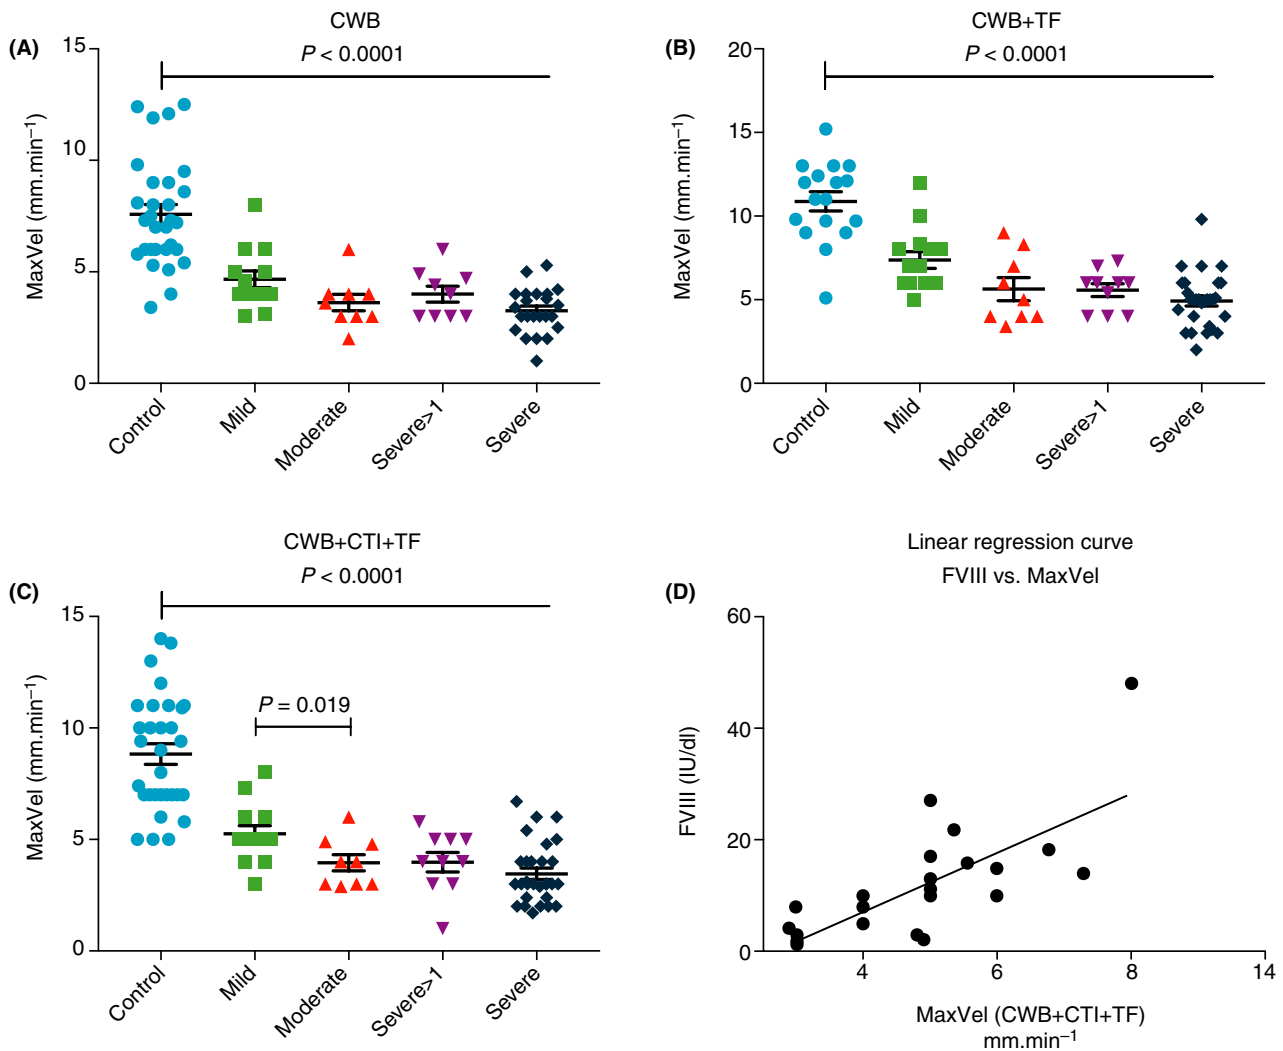 (A)
CWB
P < 0.0001
MaxVel (mm.min⁻¹)
15
10
5
0
Control
Mild
Moderate
Severe>1
Severe
(B)
CWB+TF
P < 0.0001
MaxVel (mm.min⁻¹)
20
15
10
5
0
Control
Mild
Moderate
Severe>1
Severe
(C)
CWB+CTI+TF
P < 0.0001
P = 0.019
MaxVel (mm.min⁻¹)
15
10
5
0
Control
Mild
Moderate
Severe>1
Severe
(D)
Linear regression curve
FVIII vs. MaxVel
FVIII (IU/dl)
60
40
20
0
4
6
8
14
MaxVel (CWB+CTI+TF)
mm.min⁻¹